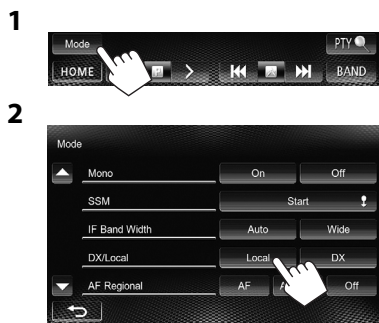 1
Mode
PTY
HOME
BAND
2
Mode
Mono On Off
SSM Start
IF Band Width Auto Wide
DX/Local Local DX
AF Regional AF Off